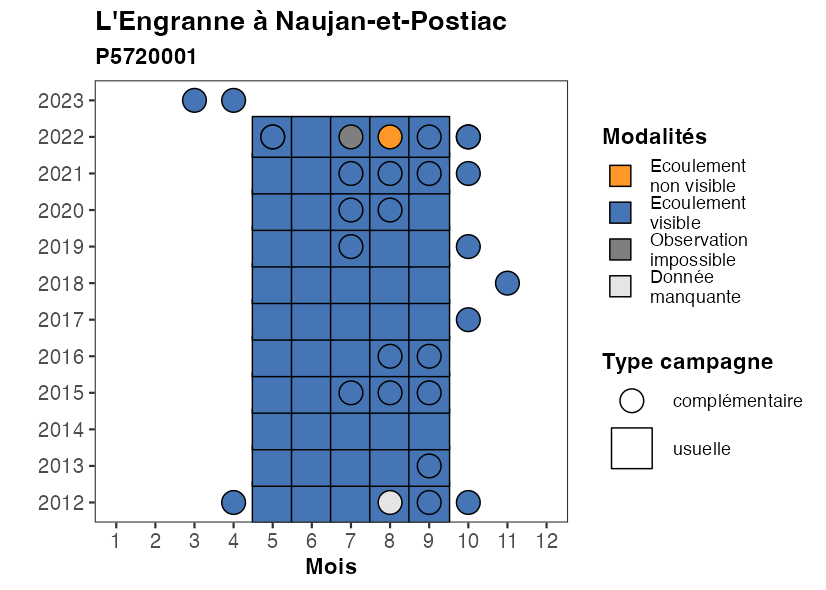 L'Engranne à Naujan-et-Postiac
P5720001
2023
2022
2021
2020
2019
2018
2017
2016
2015
2014
2013
2012
1 2 3 4 5 6 7 8 9 10 11 12
Mois
Modalités
Ecoulement
non visible
Ecoulement
visible
Observation
impossible
Donnée
manquante
Type campagne
complémentaire
usuelle